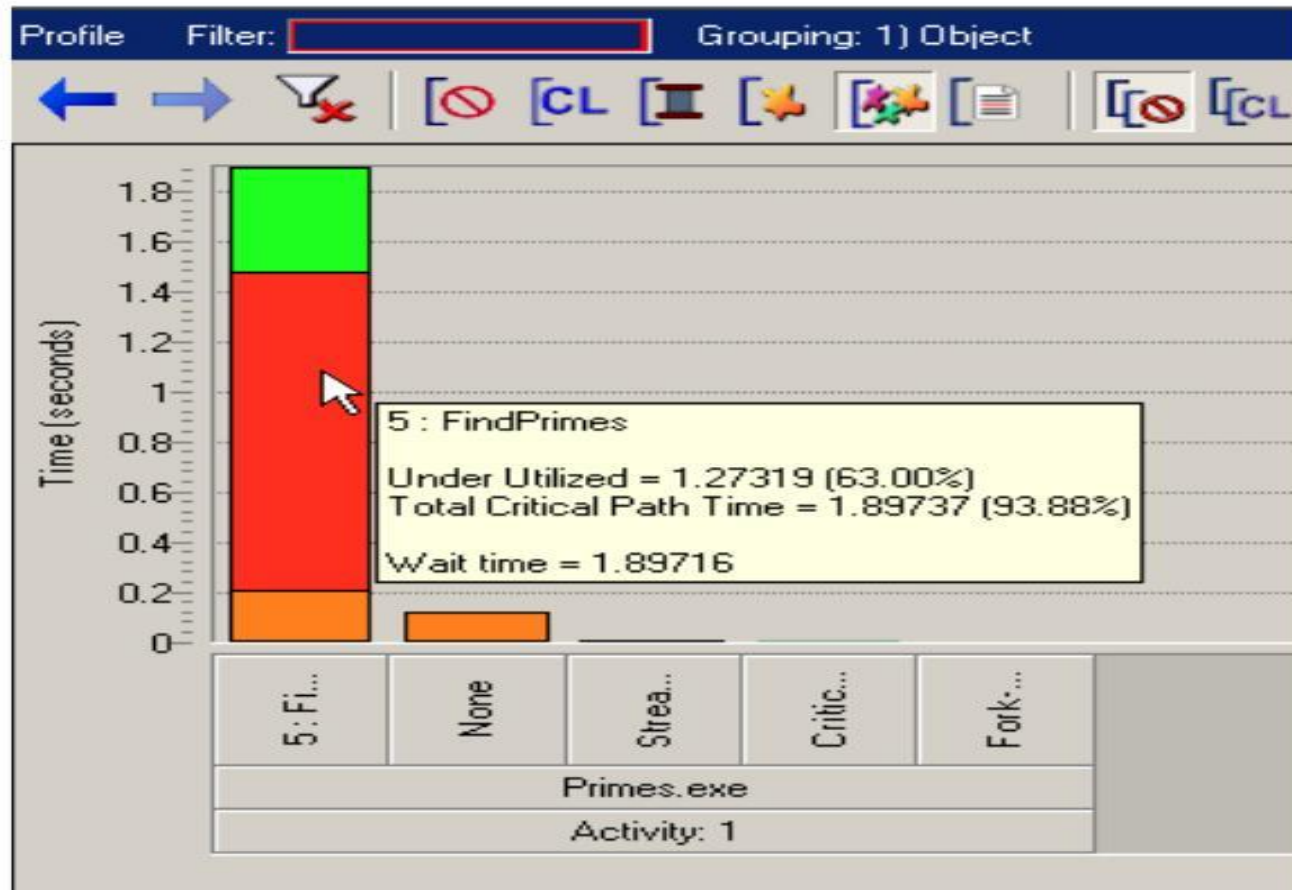 Profile Filter: Grouping: 1) Object
CL CL
1.8
1.6
1.4
1.2
1
0.8
0.6
0.4
0.2
0
Time (seconds)
5 : FindPrimes
Under Utilized = 1.27319 (63.00%)
Total Critical Path Time = 1.89737 (93.88%)
Wait time = 1.89716
5 : Fi... None Strea... Critic... Fork-...
Primes.exe
Activity: 1